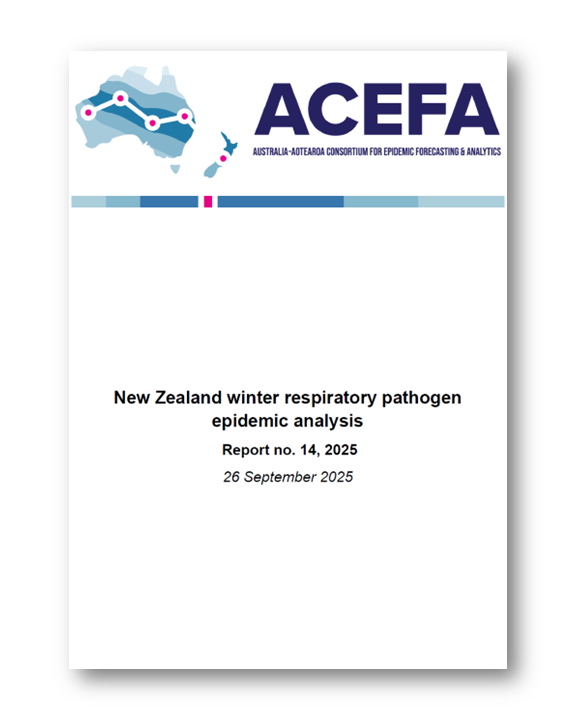 ACEFA
AUSTRALIA-AOTEAROA CONSORTIUM FOR EPIDEMIC FORECASTING & ANALYTICS
New Zealand winter respiratory pathogen
epidemic analysis
Report no. 14, 2025
26 September 2025